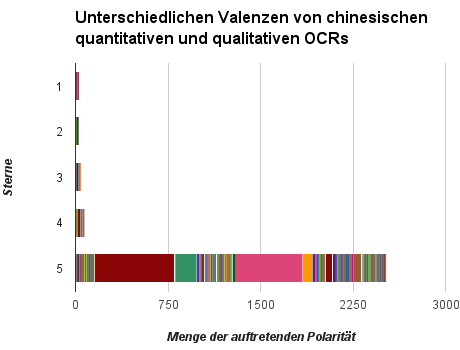 Unterschiedlichen Valenzen von chinesischen
quantitativen und qualitativen OCRs
1
2
3
4
5
Sterne
0 750 1500 2250 3000
Menge der auftretenden Polarität